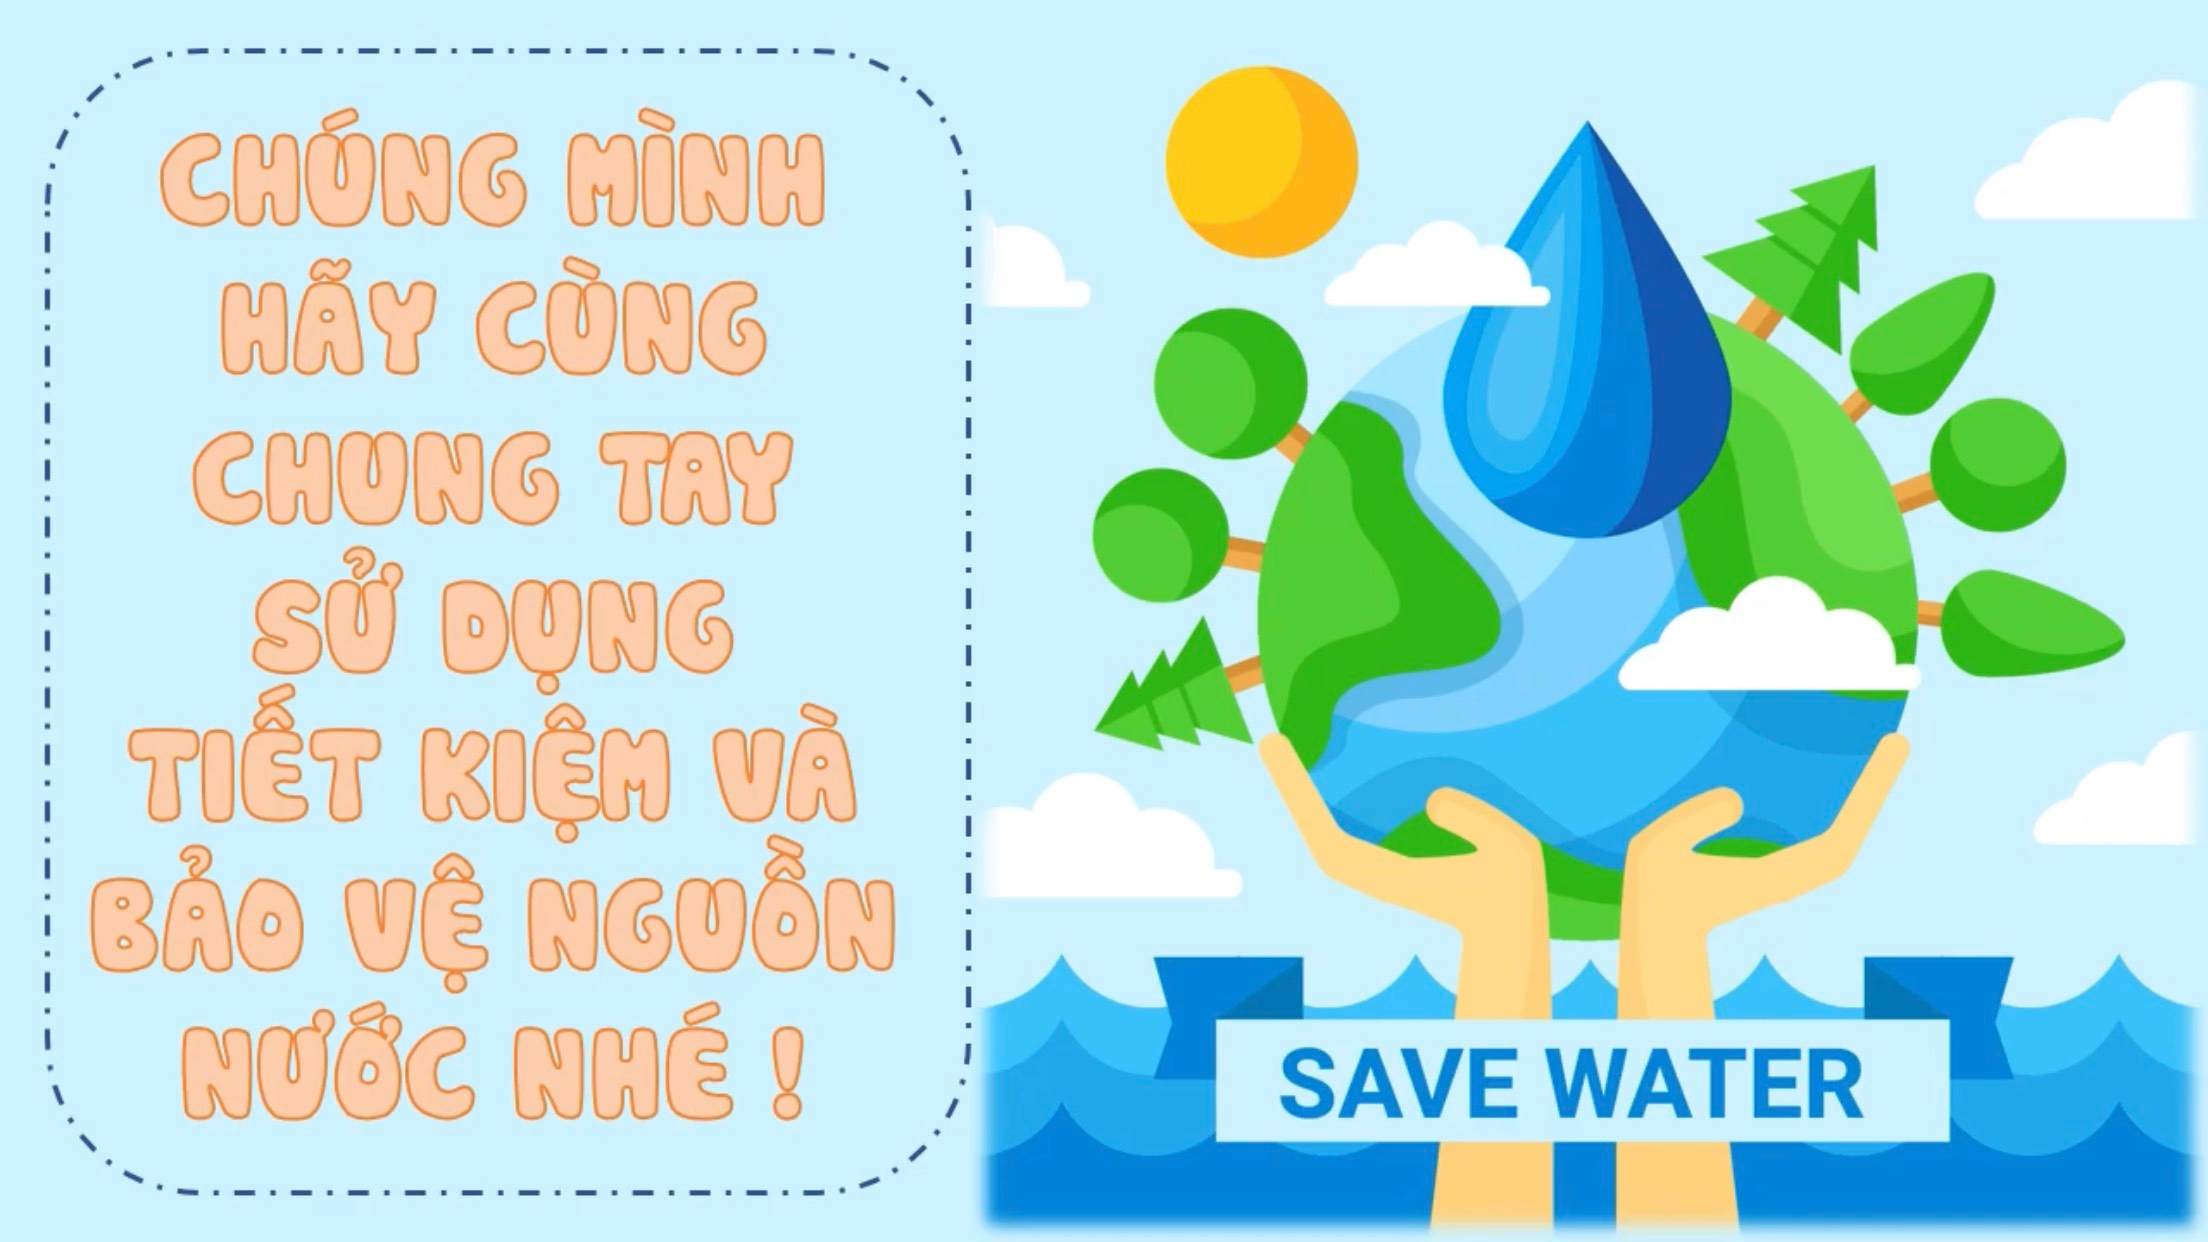 CHÚNG MÌNH
HÃY CÙNG
CHUNG TAY
SỬ DỤNG
TIẾT KIỆM VÀ
BẢO VỆ NGUỒN
NƯỚC NHÉ !
SAVE WATER